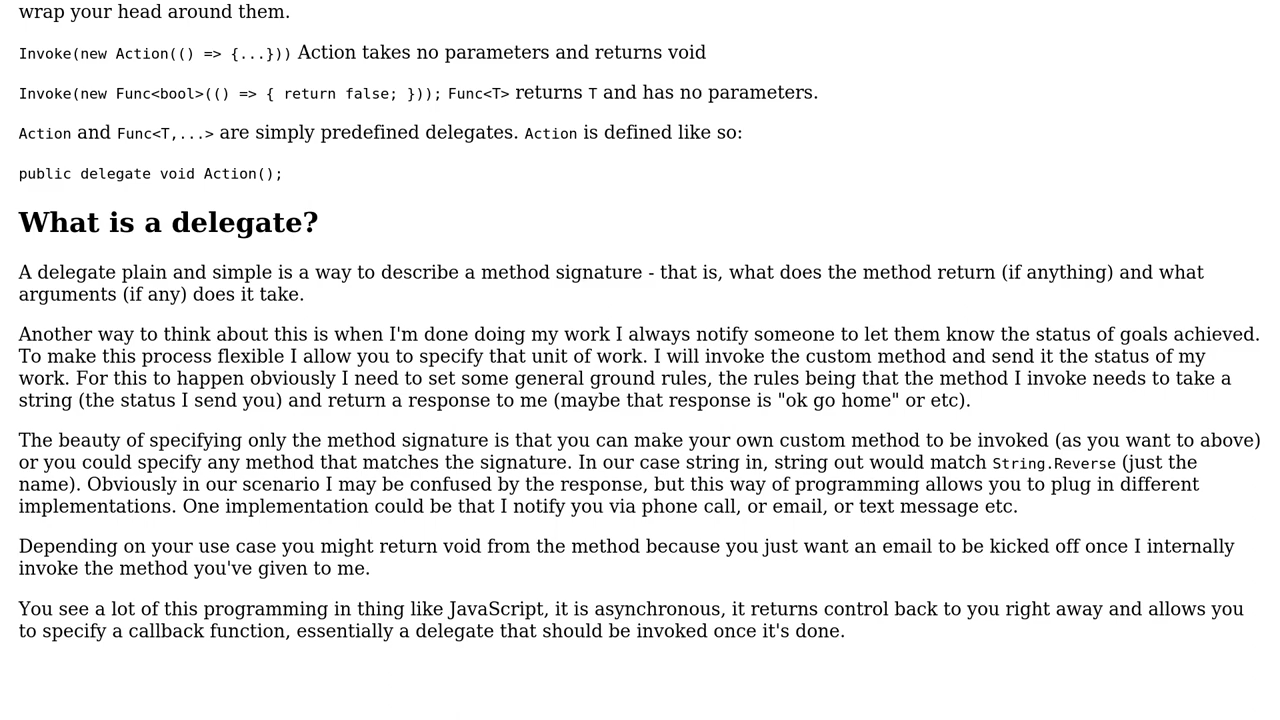 wrap your head around them.
Invoke(new Action(() => {...})) Action takes no parameters and returns void
Invoke(new Func<bool>(() => { return false; })); Func<T> returns T and has no parameters.
Action and Func<T,...> are simply predefined delegates. Action is defined like so:
public delegate void Action();
What is a delegate?
A delegate plain and simple is a way to describe a method signature - that is, what does the method return (if anything) and what
arguments (if any) does it take.
Another way to think about this is when I'm done doing my work I always notify someone to let them know the status of goals achieved.
To make this process flexible I allow you to specify that unit of work. I will invoke the custom method and send it the status of my
work. For this to happen obviously I need to set some general ground rules, the rules being that the method I invoke needs to take a
string (the status I send you) and return a response to me (maybe that response is "ok go home" or etc).
The beauty of specifying only the method signature is that you can make your own custom method to be invoked (as you want to above)
or you could specify any method that matches the signature. In our case string in, string out would match String.Reverse (just the
name). Obviously in our scenario I may be confused by the response, but this way of programming allows you to plug in different
implementations. One implementation could be that I notify you via phone call, or email, or text message etc.
Depending on your use case you might return void from the method because you just want an email to be kicked off once I internally
invoke the method you've given to me.
You see a lot of this programming in thing like JavaScript, it is asynchronous, it returns control back to you right away and allows you
to specify a callback function, essentially a delegate that should be invoked once it's done.